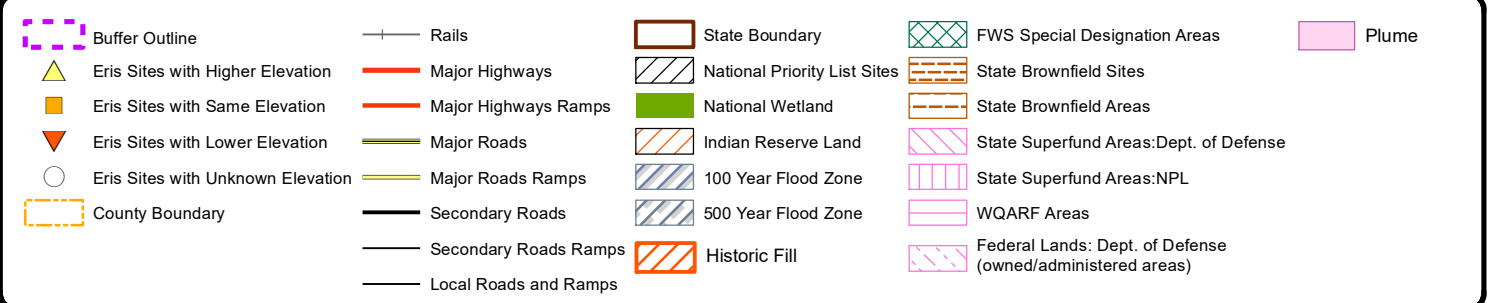 Buffer Outline
Eris Sites with Higher Elevation
Eris Sites with Same Elevation
Eris Sites with Lower Elevation
Eris Sites with Unknown Elevation
County Boundary
Rails
Major Highways
Major Highways Ramps
Major Roads
Major Roads Ramps
Secondary Roads
Secondary Roads Ramps
Local Roads and Ramps
State Boundary
National Priority List Sites
National Wetland
Indian Reserve Land
100 Year Flood Zone
500 Year Flood Zone
Historic Fill
FWS Special Designation Areas
State Brownfield Sites
State Brownfield Areas
State Superfund Areas:Dept. of Defense
State Superfund Areas:NPL
WQARF Areas
Federal Lands: Dept. of Defense
(owned/administered areas)
Plume